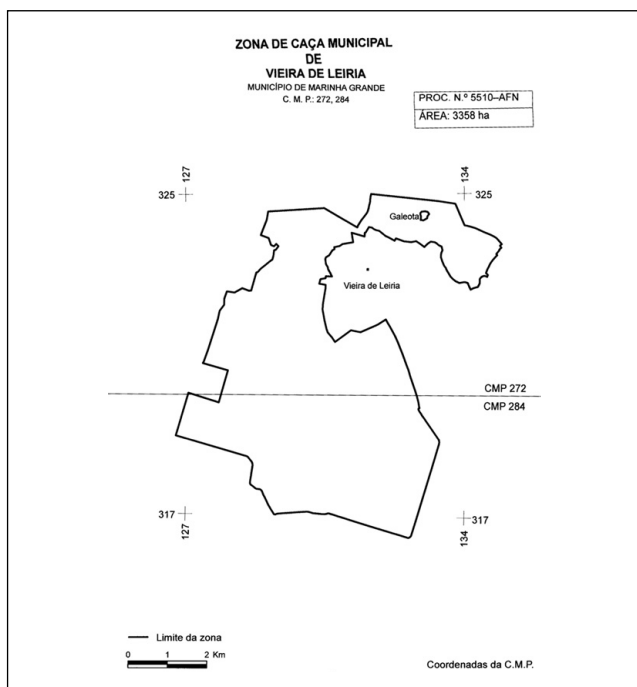 ZONA DE CAÇA MUNICIPAL
DE
VIEIRA DE LEIRIA
MUNICÍPIO DE MARINHA GRANDE
C. M. P.: 272, 284
PROC. N.º 5510–AFN
ÁREA: 3358 ha
127
134
325
325
Galeota
Vieira de Leiria
CMP 272
CMP 284
317
317
127
134
Limite da zona
0 1 2 Km
Coordenadas da C.M.P.